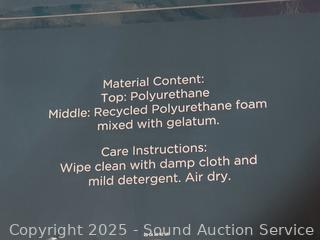 Material Content:
Top: Polyurethane
Middle: Recycled Polyurethane foam
mixed with gelatum.
Care Instructions:
Wipe clean with damp cloth and
mild detergent. Air dry.
Copyright 2025 - Sound Auction Service